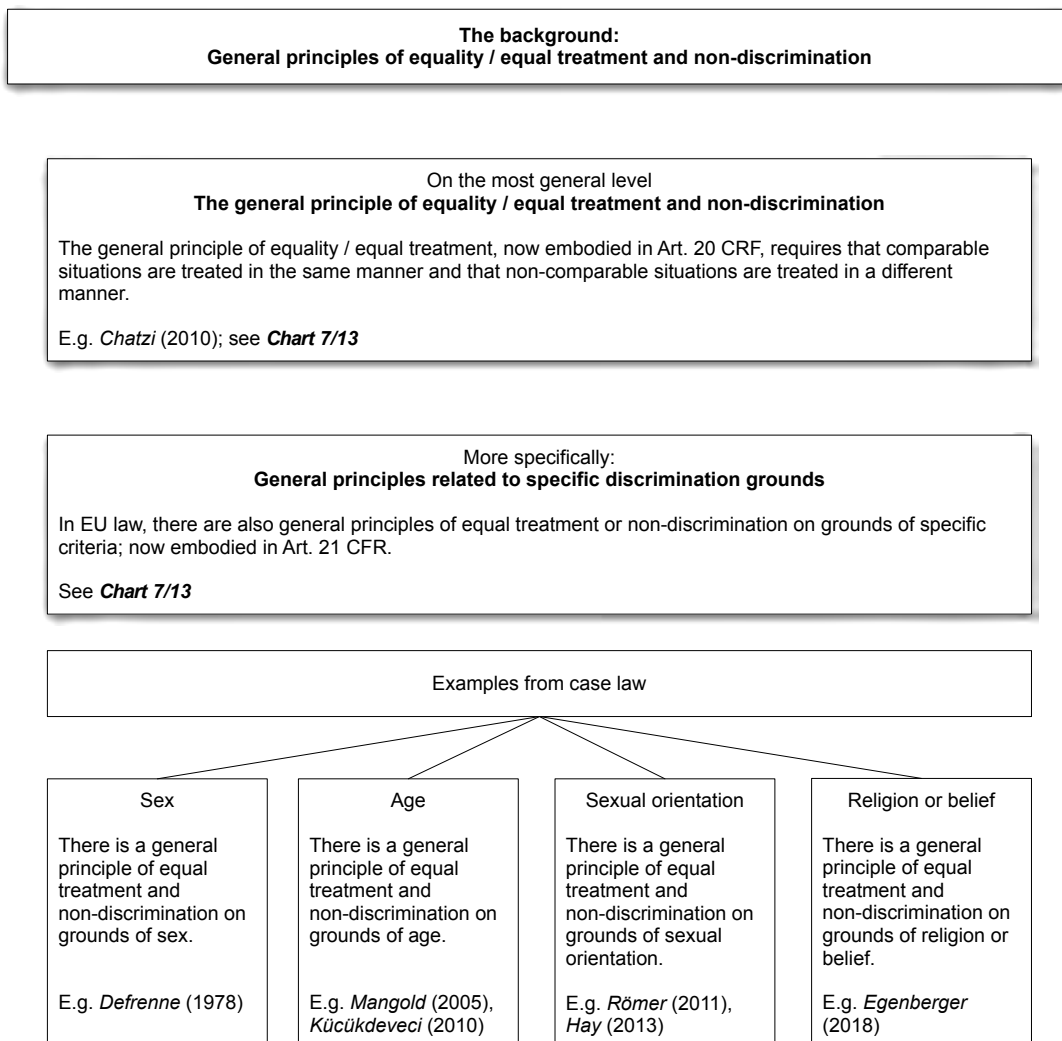 The background:
General principles of equality / equal treatment and non-discrimination
On the most general level
The general principle of equality / equal treatment and non-discrimination
The general principle of equality / equal treatment, now embodied in Art. 20 CRF, requires that comparable
situations are treated in the same manner and that non-comparable situations are treated in a different
manner.
E.g. Chatzi (2010); see Chart 7/13
More specifically:
General principles related to specific discrimination grounds
In EU law, there are also general principles of equal treatment or non-discrimination on grounds of specific
criteria; now embodied in Art. 21 CFR.
See Chart 7/13
Examples from case law
Sex
There is a general
principle of equal
treatment and
non-discrimination on
grounds of sex.
E.g. Defrenne (1978)
Age
There is a general
principle of equal
treatment and
non-discrimination on
grounds of age.
E.g. Mangold (2005),
Kücükdeveci (2010)
Sexual orientation
There is a general
principle of equal
treatment and
non-discrimination on
grounds of sexual
orientation.
E.g. Römer (2011),
Hay (2013)
Religion or belief
There is a general
principle of equal
treatment and
non-discrimination on
grounds of religion or
belief.
E.g. Egenberger
(2018)